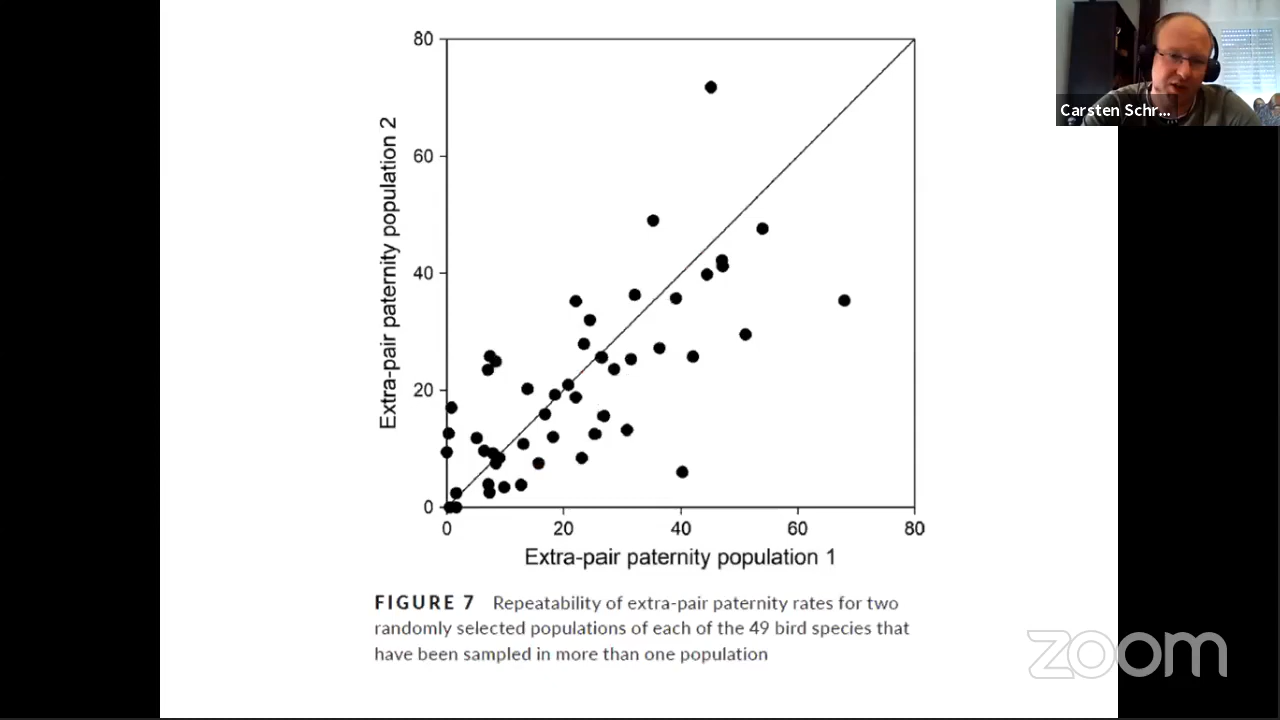 80
60
40
20
0
Extra-pair paternity population 2
0 20 40 60 80
Extra-pair paternity population 1
FIGURE 7 Repeatability of extra-pair paternity rates for two
randomly selected populations of each of the 49 bird species that
have been sampled in more than one population
Carsten Schr...
zoom